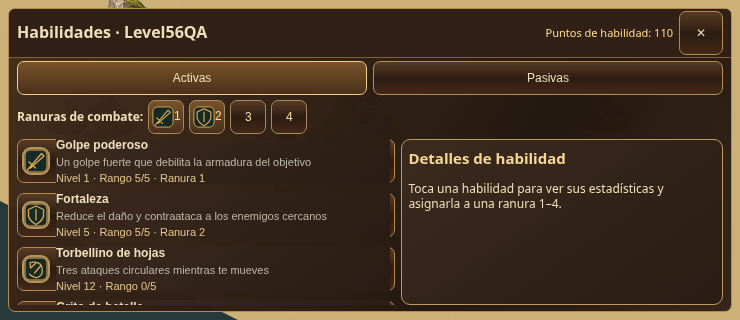 Habilidades · Level56QA
Puntos de habilidad: 110
×
Activas
Pasivas
Ranuras de combate: 1 2 3 4
Golpe poderoso
Un golpe fuerte que debilita la armadura del objetivo
Nivel 1 · Rango 5/5 · Ranura 1
Fortaleza
Reduce el daño y contraataca a los enemigos cercanos
Nivel 5 · Rango 5/5 · Ranura 2
Torbellino de hojas
Tres ataques circulares mientras te mueves
Nivel 12 · Rango 0/5
Detalles de habilidad
Toca una habilidad para ver sus estadísticas y
asignarla a una ranura 1–4.